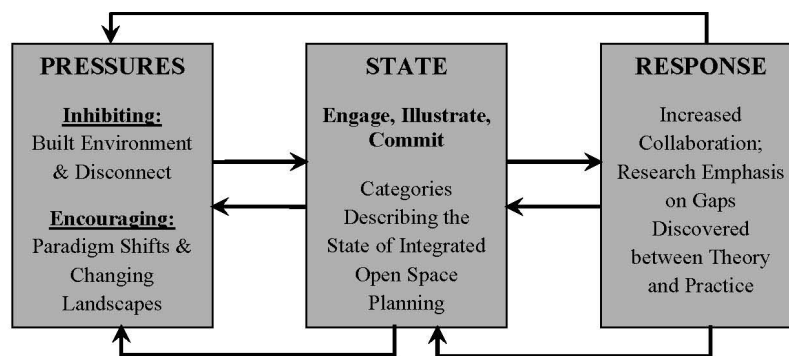 PRESSURES
Inhibiting:
Built Environment
& Disconnect
Encouraging:
Paradigm Shifts &
Changing
Landscapes
STATE
Engage, Illustrate,
Commit
Categories
Describing the
State of Integrated
Open Space
Planning
RESPONSE
Increased
Collaboration;
Research Emphasis
on Gaps
Discovered
between Theory
and Practice